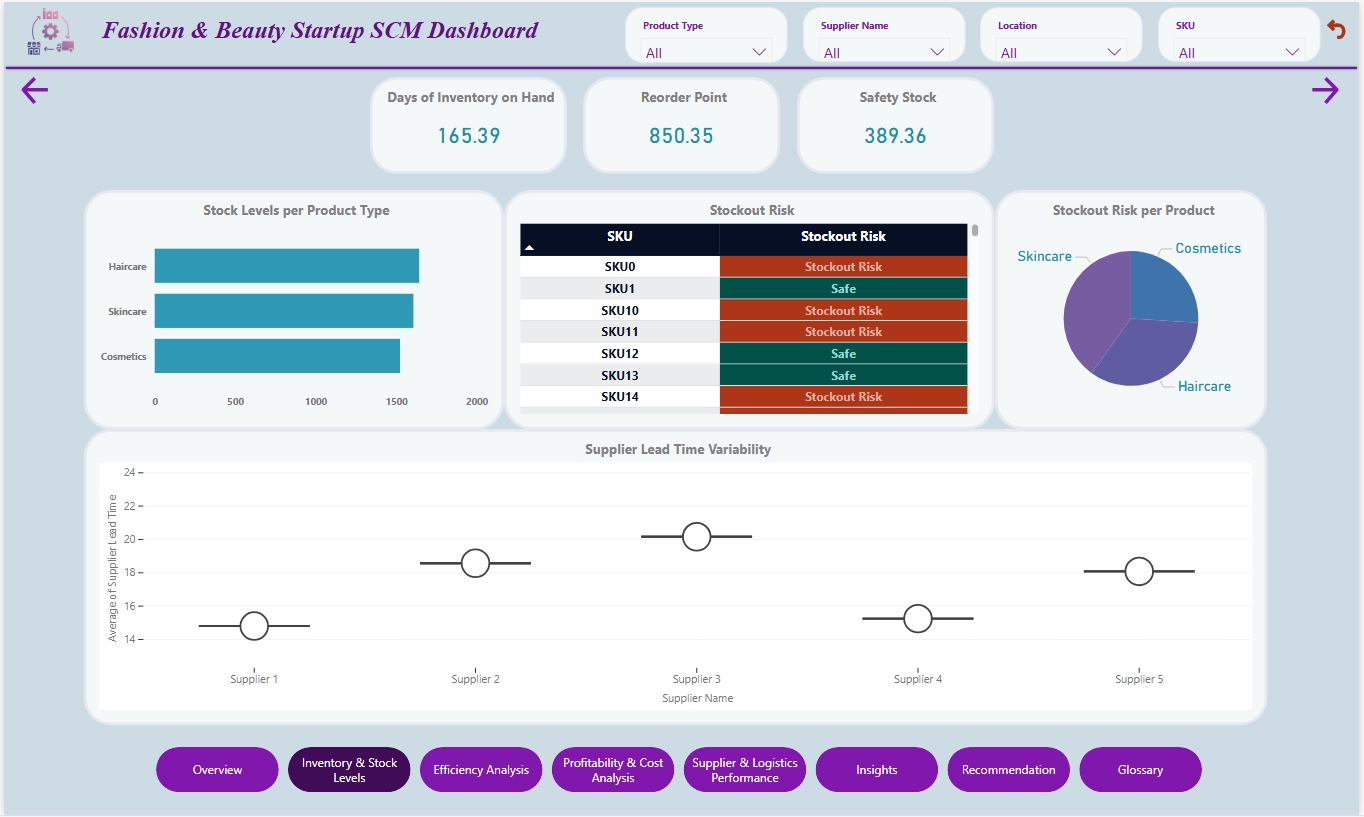 Fashion & Beauty Startup SCM Dashboard
Product Type
All
Supplier Name
All
Location
All
SKU
All
Days of Inventory on Hand
165.39
Reorder Point
850.35
Safety Stock
389.36
Stock Levels per Product Type
Haircare
Skincare
Cosmetics
0 500 1000 1500 2000
Stockout Risk
SKU Stockout Risk
SKU0 Stockout Risk
SKU1 Safe
SKU10 Stockout Risk
SKU11 Stockout Risk
SKU12 Safe
SKU13 Safe
SKU14 Stockout Risk
Stockout Risk per Product
Skincare
Cosmetics
Haircare
Supplier Lead Time Variability
Average of Supplier Lead Time
24
22
20
18
16
14
Supplier 1 Supplier 2 Supplier 3 Supplier 4 Supplier 5
Supplier Name
Overview
Inventory & Stock
Levels
Efficiency Analysis
Profitability & Cost
Analysis
Supplier & Logistics
Performance
Insights
Recommendation
Glossary